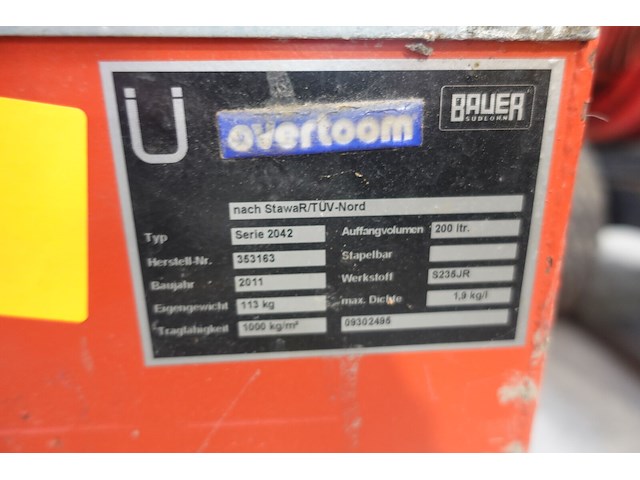 Ü
overtoom
BAUER
SÜDLOHN
nach StawaR/TÜV-Nord
Typ Serie 2042
Herstell-Nr. 353163
Baujahr 2011
Eigengewicht 113 kg
Tragfähigkeit 1000 kg/m²
Auffangvolumen 200 ltr.
Stapelbar
Werkstoff S235JR
max. Dichte 1,9 kg/l
09302495